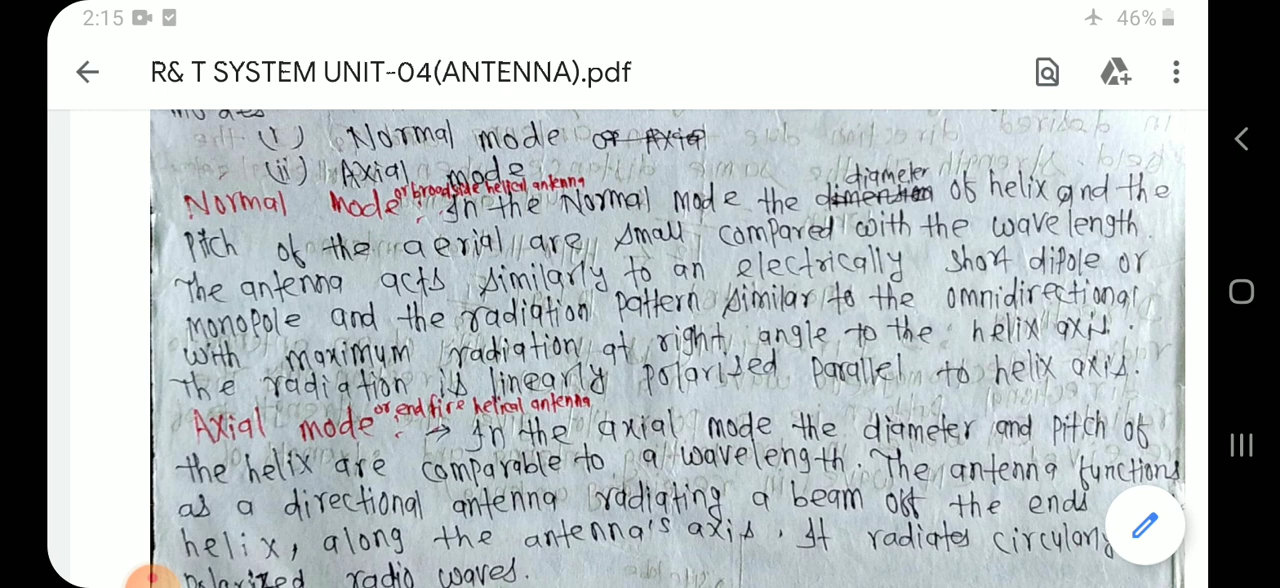 2:15
46%
R& T SYSTEM UNIT-04(ANTENNA).pdf
(i) Normal mode or Axia
(ii) Axial mode
Normal Mode or broadside helical antenna : In the Normal mode the dimension diameter of helix and the
Pitch of the aerial are small compared with the wavelength.
The antenna acts similarly to an electrically short dipole or
monopole and the radiation pattern similar to the omnidirectional
with maximum radiation at right angle to the helix axis.
the radiation is linearly polarised parallel to helix axis.
Axial mode or end fire helical antenna : → In the axial mode the diameter and pitch of
the helix are comparable to a wavelength. The antenna functions
as a directional antenna radiating a beam off the ends
helix, along the antenna's axis. It radiates circularly
Polarized radio waves.